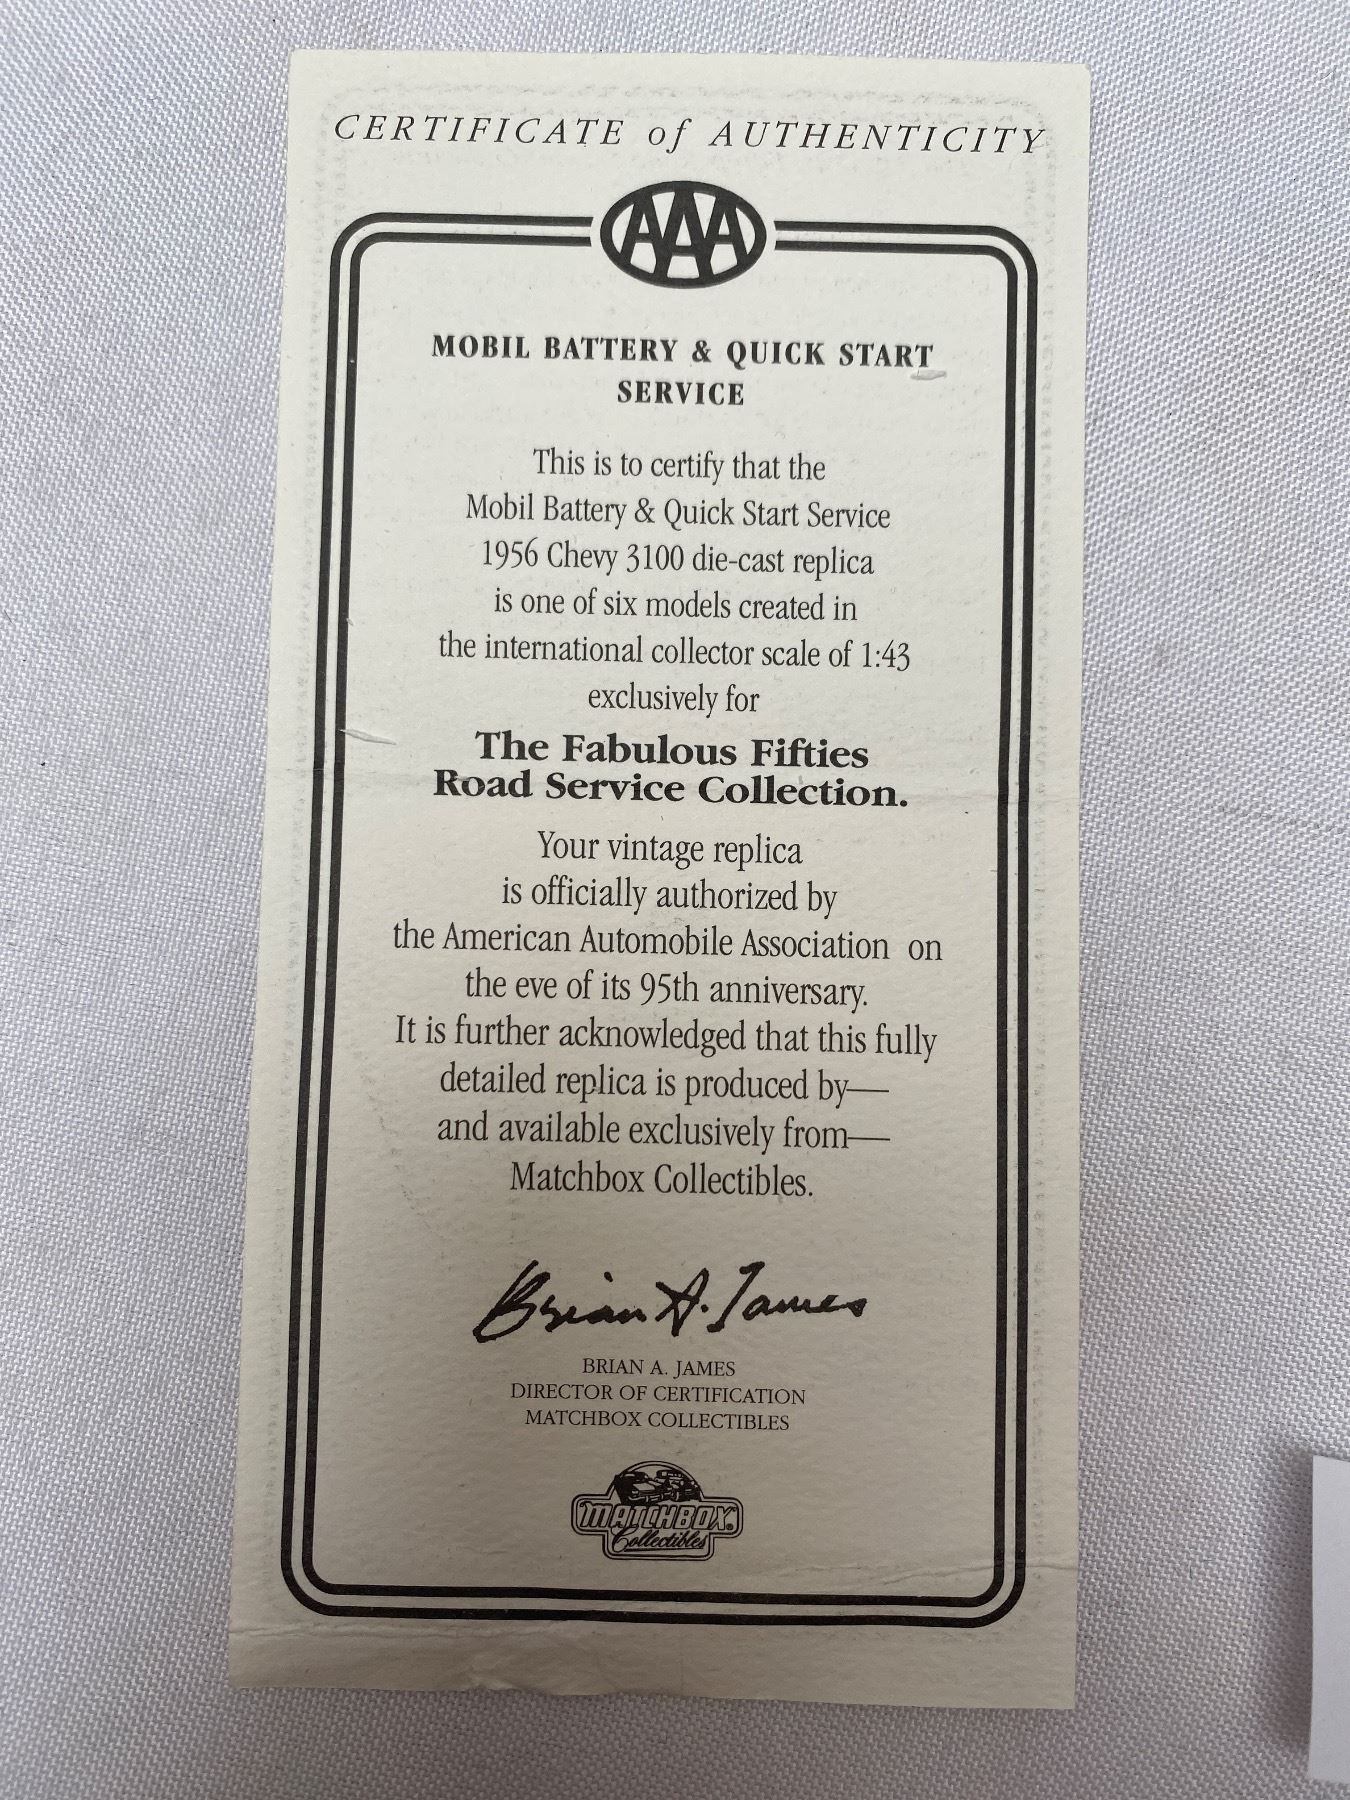 CERTIFICATE of AUTHENTICITY
AAA
MOBIL BATTERY & QUICK START
SERVICE
This is to certify that the
Mobil Battery & Quick Start Service
1956 Chevy 3100 die-cast replica
is one of six models created in
the international collector scale of 1:43
exclusively for
The Fabulous Fifties
Road Service Collection.
Your vintage replica
is officially authorized by
the American Automobile Association on
the eve of its 95th anniversary.
It is further acknowledged that this fully
detailed replica is produced by—
and available exclusively from—
Matchbox Collectibles.
Brian A. James
BRIAN A. JAMES
DIRECTOR OF CERTIFICATION
MATCHBOX COLLECTIBLES
MATCHBOX®
Collectibles